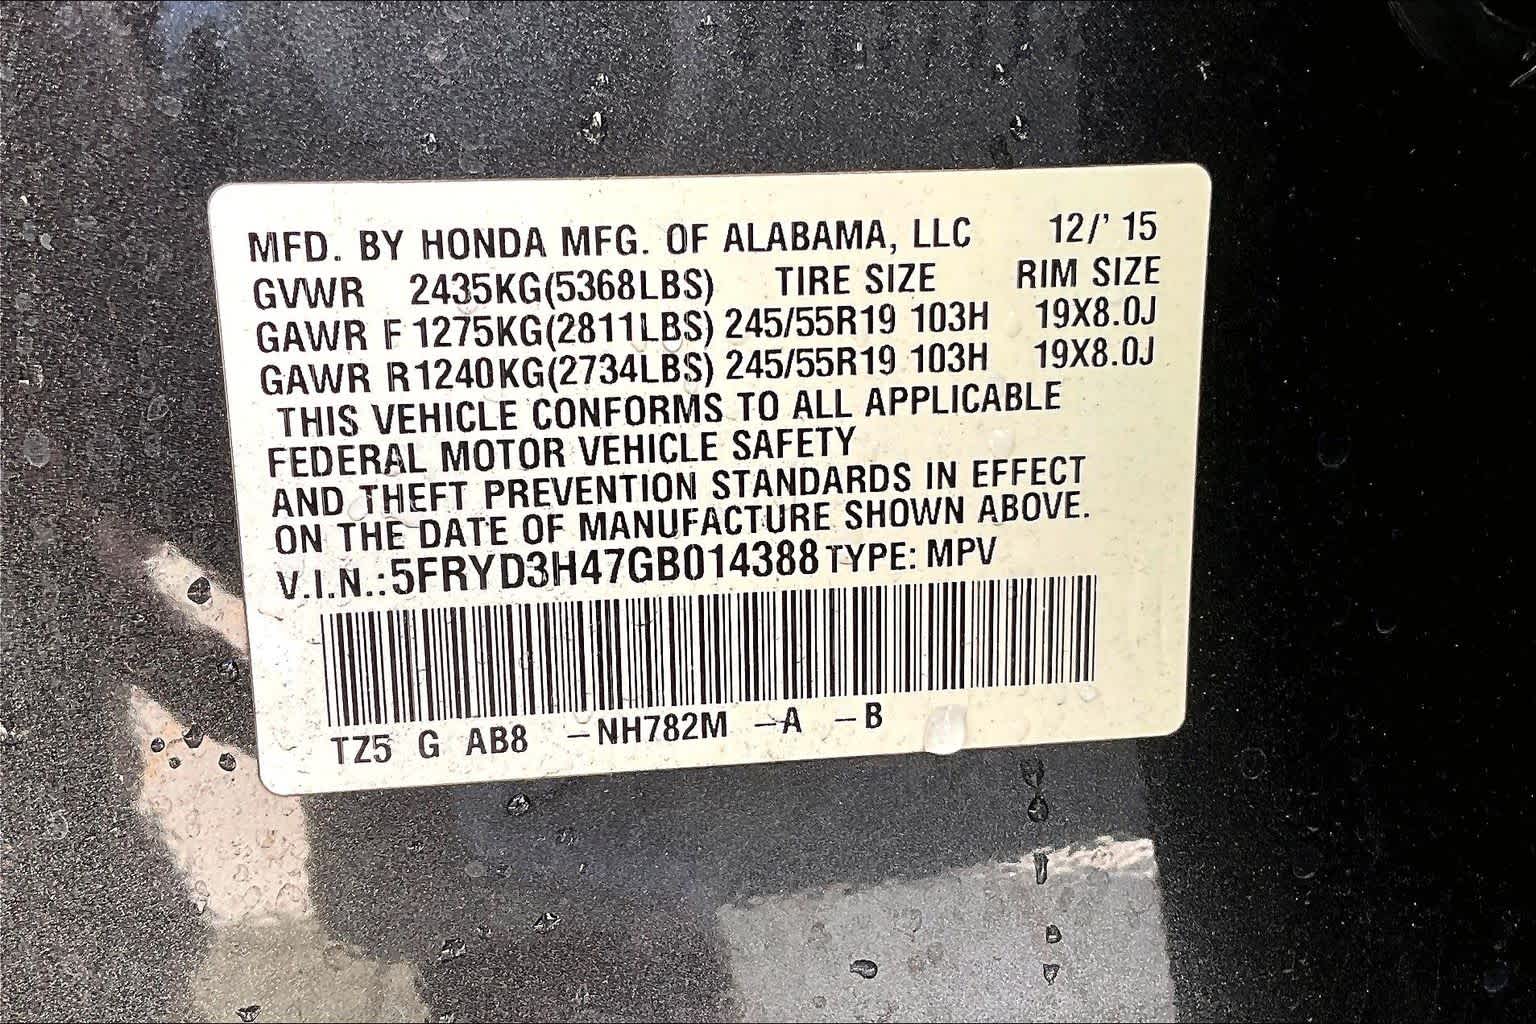 MFD. BY HONDA MFG. OF ALABAMA, LLC 12/' 15
GVWR 2435KG(5368LBS) TIRE SIZE RIM SIZE
GAWR F 1275KG(2811LBS) 245/55R19 103H 19X8.0J
GAWR R1240KG(2734LBS) 245/55R19 103H 19X8.0J
THIS VEHICLE CONFORMS TO ALL APPLICABLE
FEDERAL MOTOR VEHICLE SAFETY
AND THEFT PREVENTION STANDARDS IN EFFECT
ON THE DATE OF MANUFACTURE SHOWN ABOVE.
V.I.N.:5FRYD3H47GB014388 TYPE: MPV
TZ5 G AB8 –NH782M –A –B